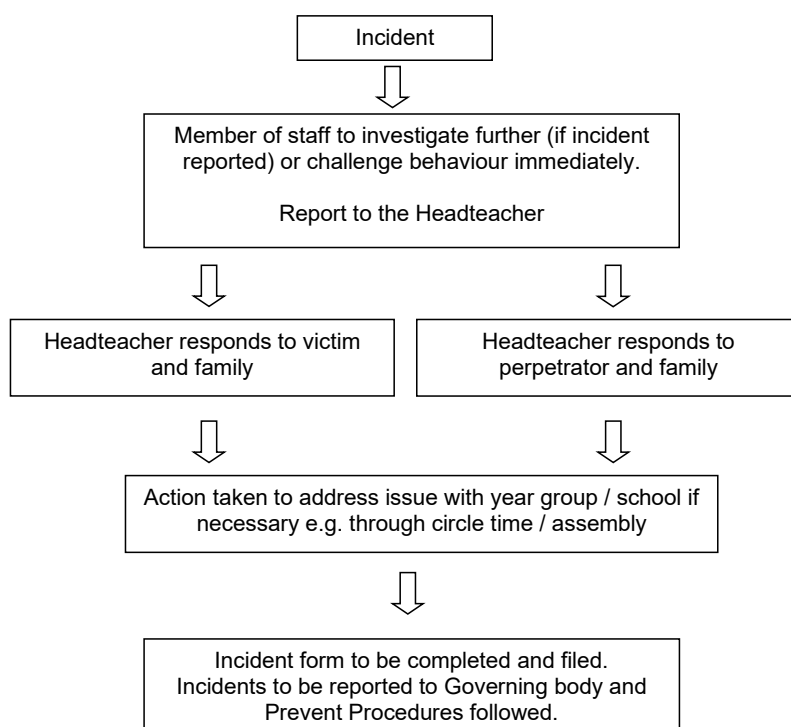 Incident
Member of staff to investigate further (if incident
reported) or challenge behaviour immediately.
Report to the Headteacher
Headteacher responds to victim
and family
Headteacher responds to
perpetrator and family
Action taken to address issue with year group / school if
necessary e.g. through circle time / assembly
Incident form to be completed and filed.
Incidents to be reported to Governing body and
Prevent Procedures followed.